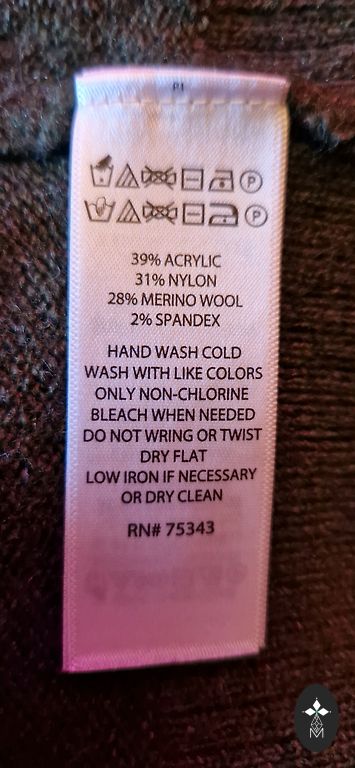 P
P
39% ACRYLIC
31% NYLON
28% MERINO WOOL
2% SPANDEX
HAND WASH COLD
WASH WITH LIKE COLORS
ONLY NON-CHLORINE
BLEACH WHEN NEEDED
DO NOT WRING OR TWIST
DRY FLAT
LOW IRON IF NECESSARY
OR DRY CLEAN
RN# 75343
M